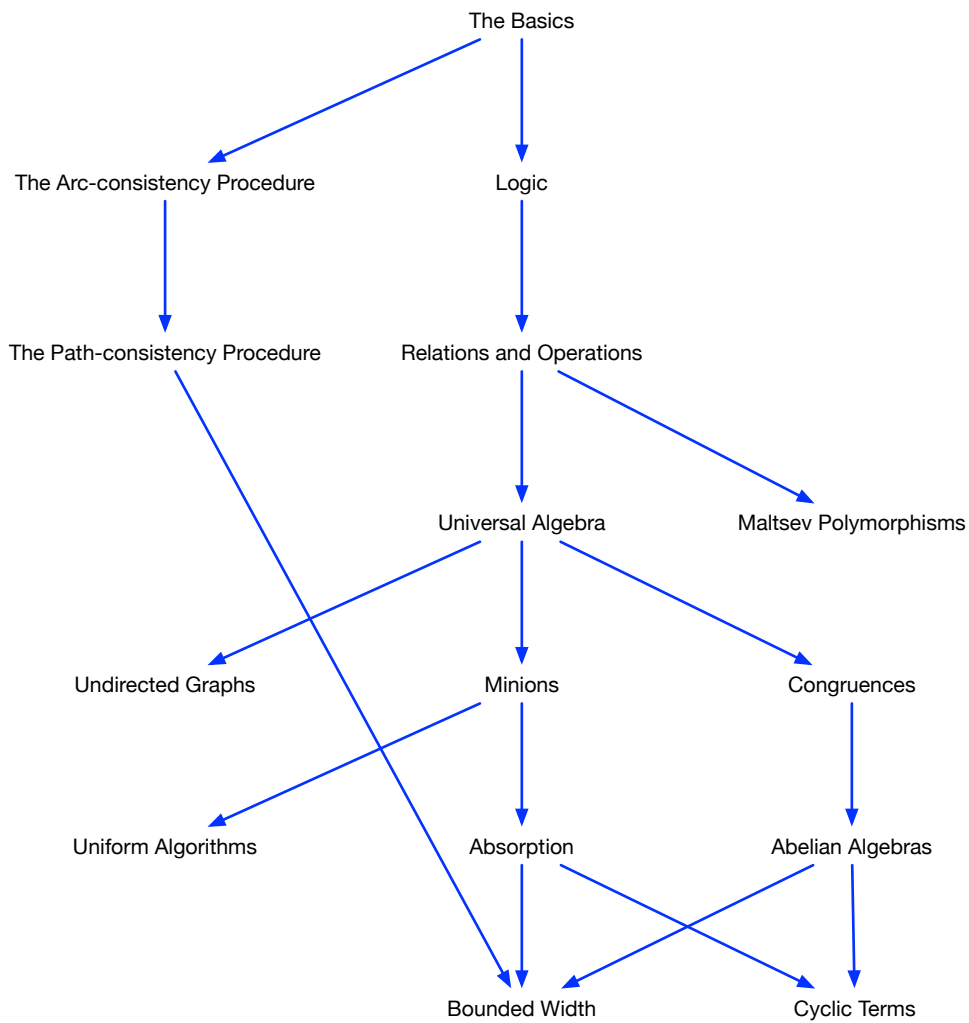 The Basics
The Arc-consistency Procedure
Logic
The Path-consistency Procedure
Relations and Operations
Universal Algebra
Maltsev Polymorphisms
Undirected Graphs
Minions
Congruences
Uniform Algorithms
Absorption
Abelian Algebras
Bounded Width
Cyclic Terms